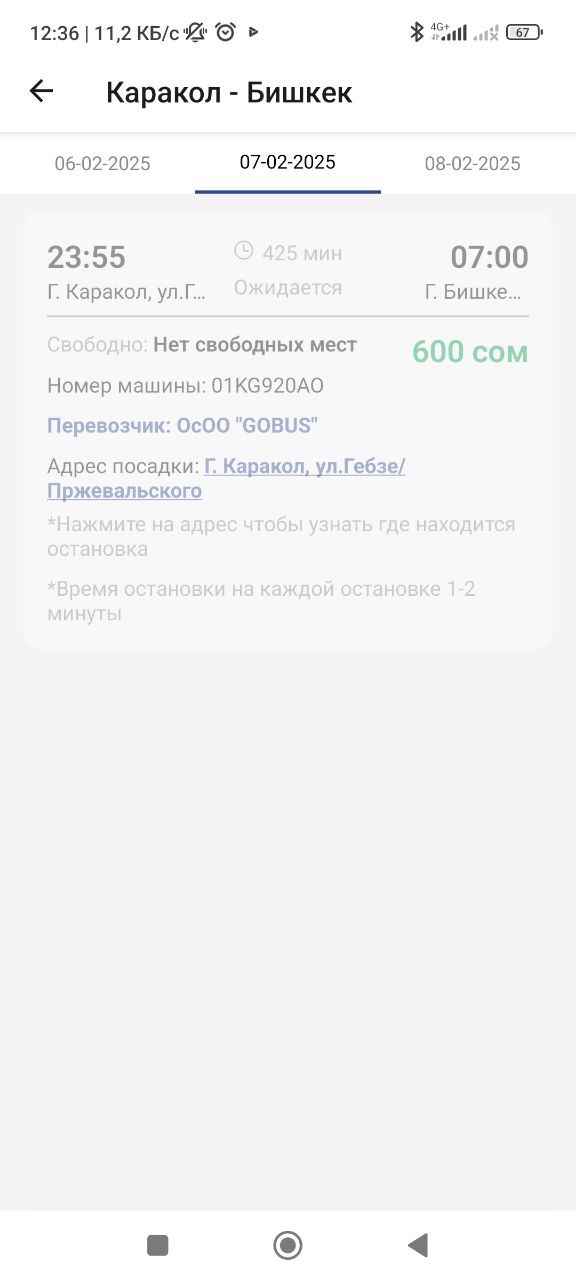 12:36 | 11,2 КБ/с 4G+ 67
Каракол - Бишкек
06-02-2025 07-02-2025 08-02-2025
23:55 425 мин 07:00
Г. Каракол, ул.Г... Ожидается Г. Бишке...
Свободно: Нет свободных мест 600 сом
Номер машины: 01KG920AO
Перевозчик: ОсОО "GOBUS"
Адрес посадки: Г. Каракол, ул.Гебзе/
Пржевальского
*Нажмите на адрес чтобы узнать где находится
остановка
*Время остановки на каждой остановке 1-2
минуты